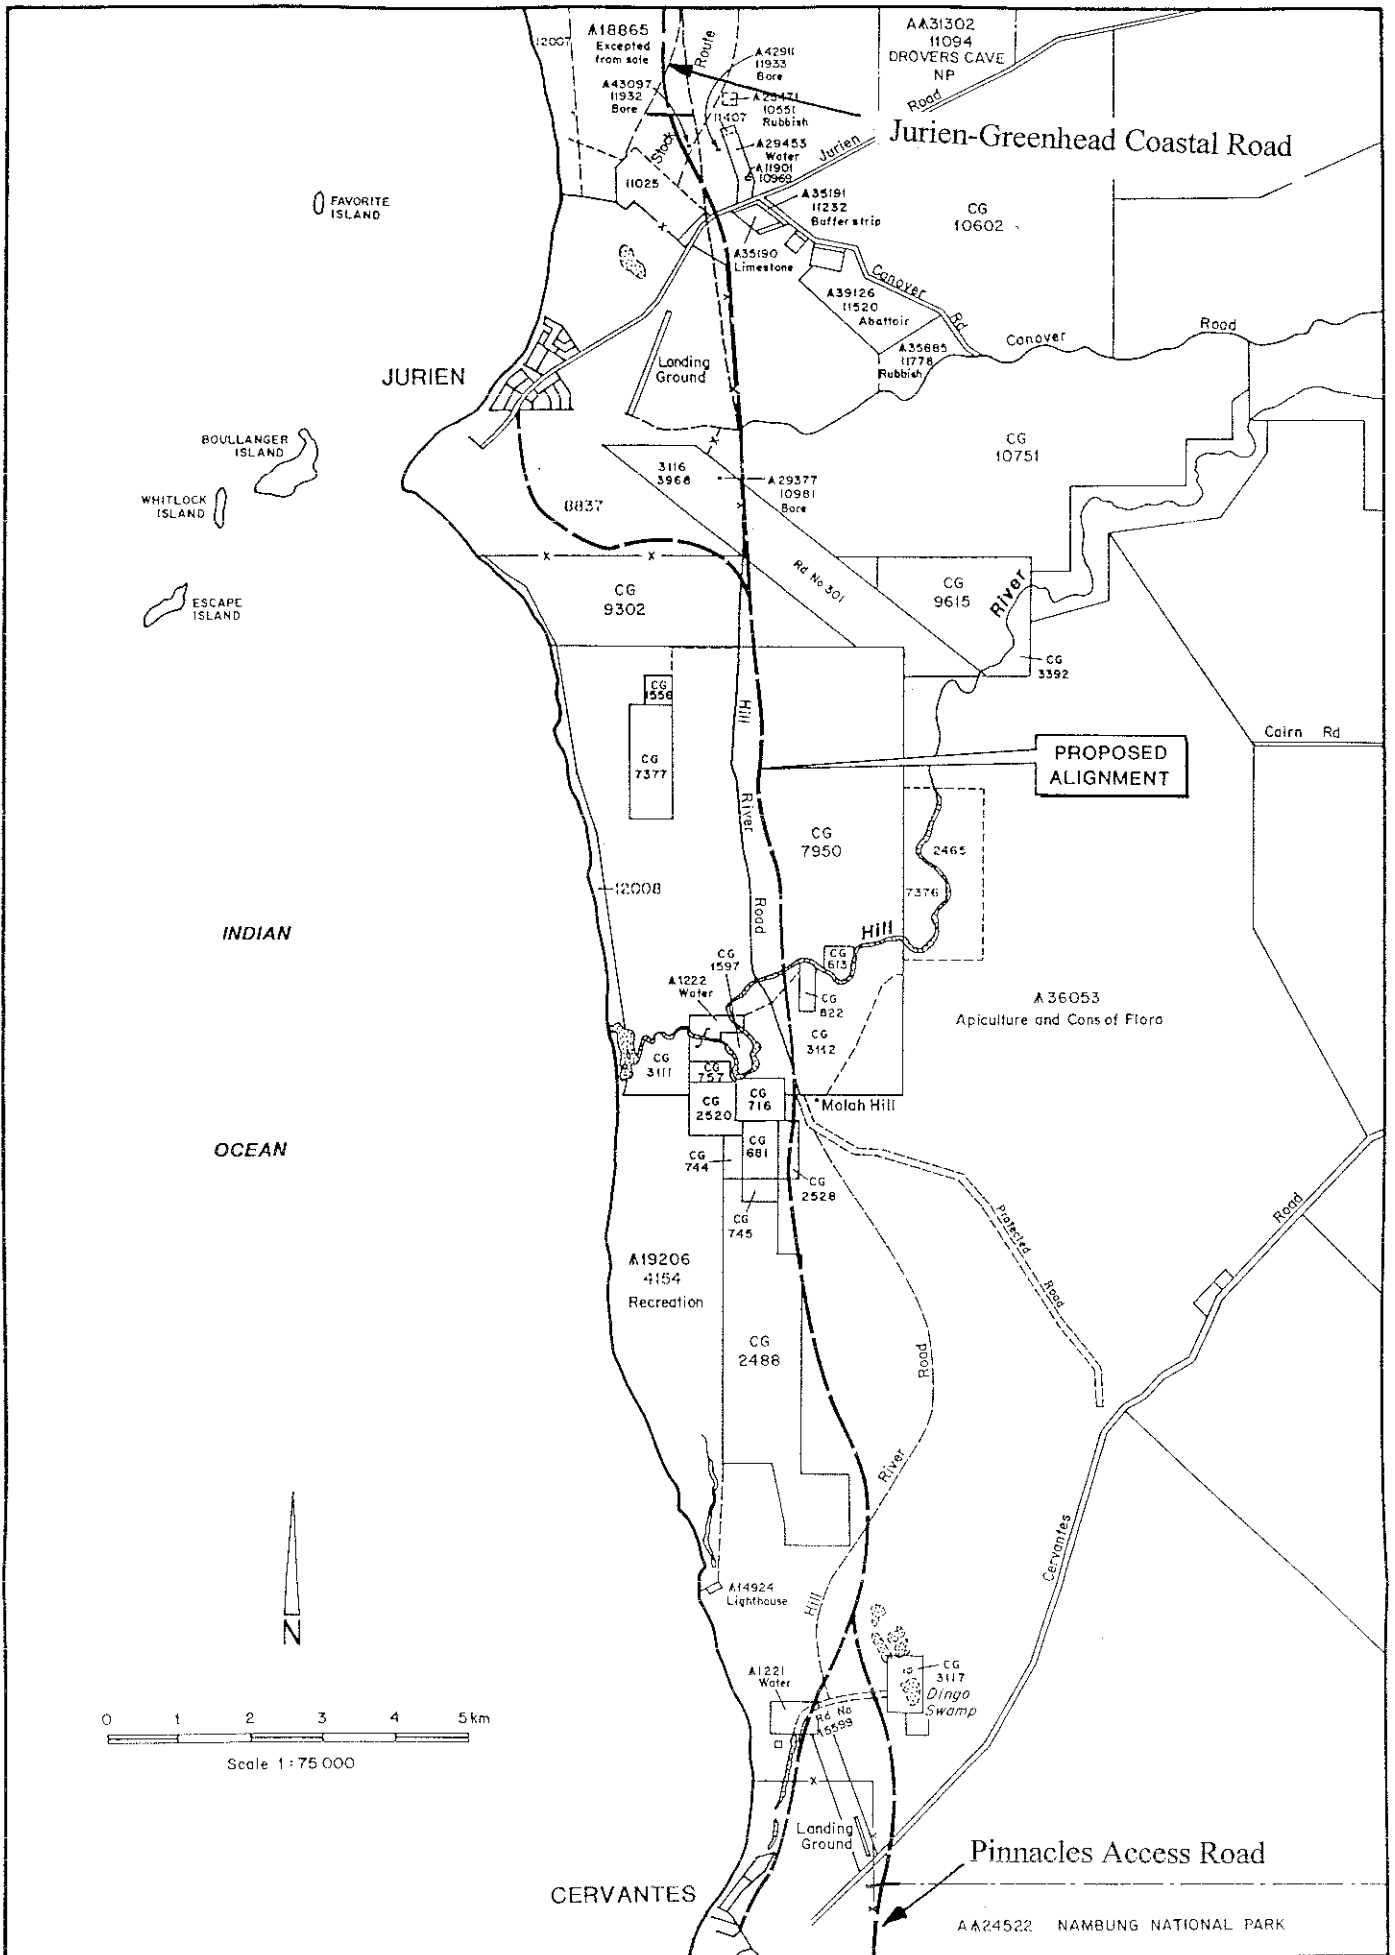 12007
A18865
Excepted
from sale
Route
A42911
11933
Bore
AA31302
11094
DROVERS CAVE
NP
Road
A43097
11932
Bore
A29471
10551
Rubbish
11407
Jurien-Greenhead Coastal Road
Stock
A29453
Water
Jurien
A11901
10969
11025
A35191
11232
Buffer strip
FAVORITE
ISLAND
CG
10602
A35190
Limestone
Canover
Rd
A39126
11520
Abattoir
Canover
Road
A35885
11778
Rubbish
Landing
Ground
JURIEN
BOULLANGER
ISLAND
CG
10751
3116
3968
A29377
10981
Bore
WHITLOCK
ISLAND
8837
Rd No 301
CG
9302
CG
9615
River
ESCAPE
ISLAND
CG
3392
CG
1556
Hill
CG
7377
Cairn Rd
PROPOSED
ALIGNMENT
River
CG
7950
2465
7376
12008
Road
INDIAN
Hill
CG
1597
CG
613
A1222
Water
CG
822
A36053
Apiculture and Cons of Flora
CG
3111
CG
3112
CG
757
CG
2520
CG
716
Molah Hill
OCEAN
CG
744
CG
681
CG
2528
CG
745
Protected
Road
Road
A19206
4154
Recreation
CG
2488
Road
River
Cervantes
A14924
Lighthouse
Hill
N
A1221
Water
CG
3117
Dingo
Swamp
Rd No
15599
0 1 2 3 4 5 km
Scale 1:75 000
Landing
Ground
Pinnacles Access Road
CERVANTES
AA24522 NAMBUNG NATIONAL PARK